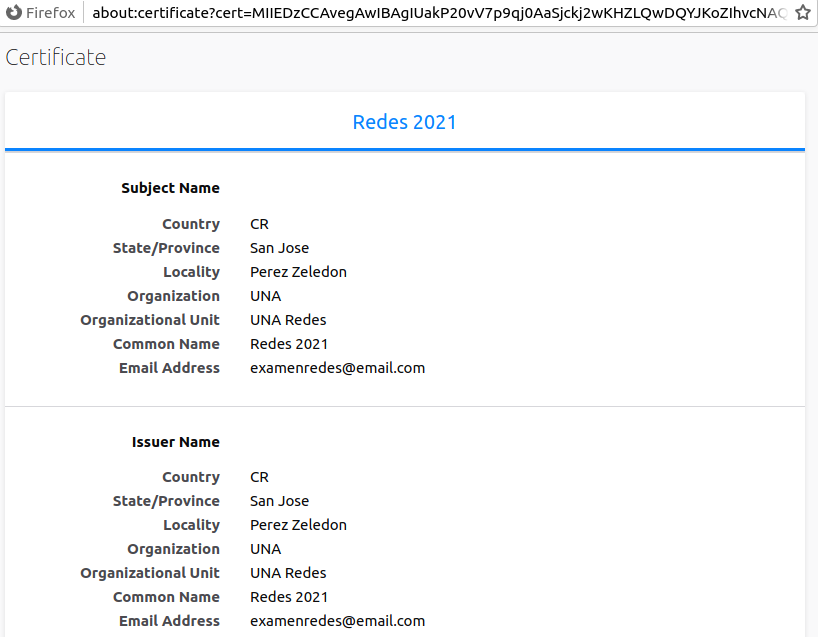 Firefox about:certificate?cert=MIIEDzCCAvegAwIBAgIUakP20vV7p9qj0AaSjckj2wKHZLQwDQYJKoZIhvcNAQ
Certificate
Redes 2021
Subject Name
Country CR
State/Province San Jose
Locality Perez Zeledon
Organization UNA
Organizational Unit UNA Redes
Common Name Redes 2021
Email Address examenredes@email.com
Issuer Name
Country CR
State/Province San Jose
Locality Perez Zeledon
Organization UNA
Organizational Unit UNA Redes
Common Name Redes 2021
Email Address examenredes@email.com